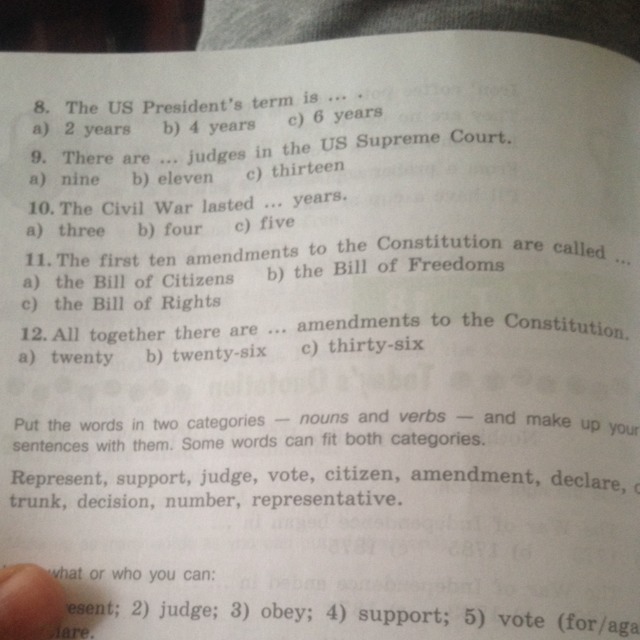 8. The US President's term is ... .
a) 2 years b) 4 years c) 6 years
9. There are ... judges in the US Supreme Court.
a) nine b) eleven c) thirteen
10. The Civil War lasted ... years.
a) three b) four c) five
11. The first ten amendments to the Constitution are called ...
a) the Bill of Citizens b) the Bill of Freedoms
c) the Bill of Rights
12. All together there are ... amendments to the Constitution.
a) twenty b) twenty-six c) thirty-six
Put the words in two categories — nouns and verbs — and make up your
sentences with them. Some words can fit both categories.
Represent, support, judge, vote, citizen, amendment, declare,
trunk, decision, number, representative.
what or who you can:
2) judge; 3) obey; 4) support; 5) vote